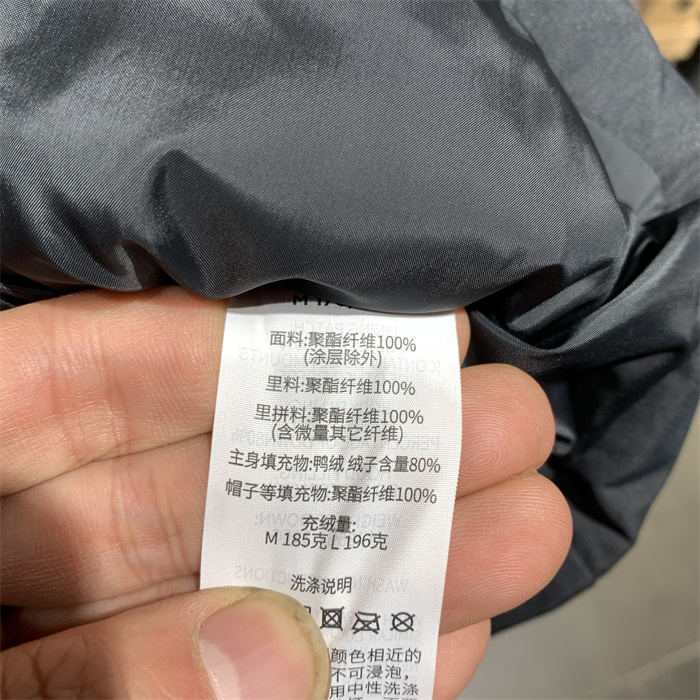 面料:聚酯纤维100%
(涂层除外)
里料:聚酯纤维100%
里拼料:聚酯纤维100%
(含微量其它纤维)
主身填充物:鸭绒 绒子含量80%
帽子等填充物:聚酯纤维100%
充绒量:
M 185克 L 196克
洗涤说明
颜色相近的
不可浸泡,
用中性洗涤